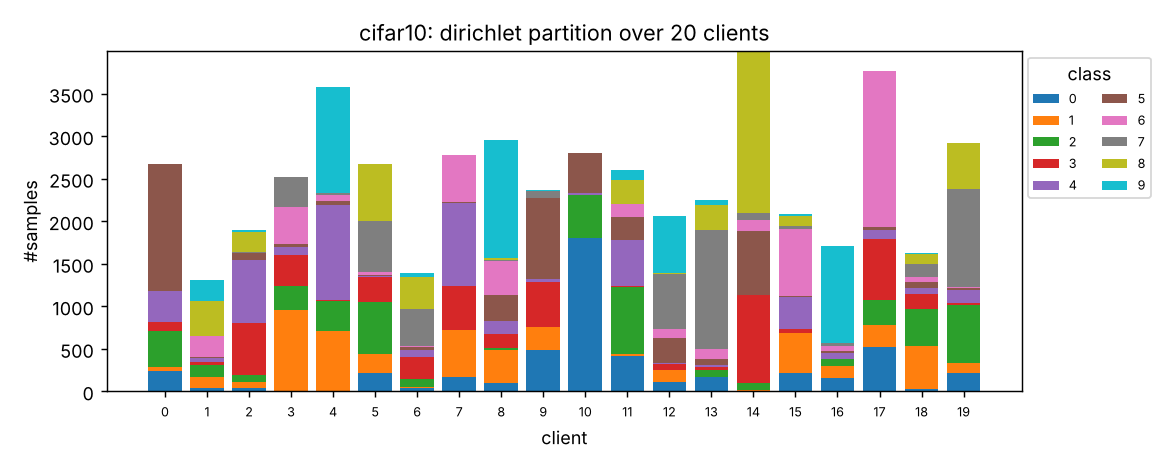 cifar10: dirichlet partition over 20 clients
#samples
3500
3000
2500
2000
1500
1000
500
0
0 1 2 3 4 5 6 7 8 9 10 11 12 13 14 15 16 17 18 19
client
class
0 5
1 6
2 7
3 8
4 9